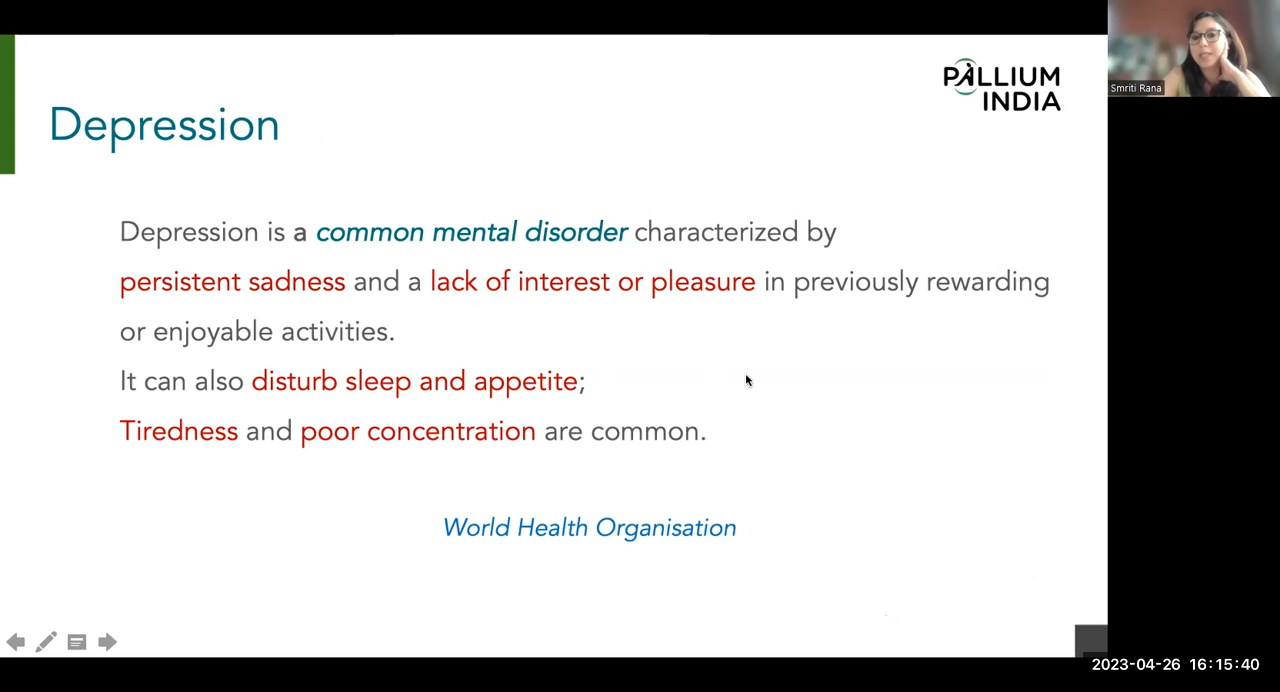 PALLIUM
INDIA
Smriti Rana
Depression
Depression is a common mental disorder characterized by
persistent sadness and a lack of interest or pleasure in previously rewarding
or enjoyable activities.
It can also disturb sleep and appetite;
Tiredness and poor concentration are common.
World Health Organisation
2023-04-26 16:15:40